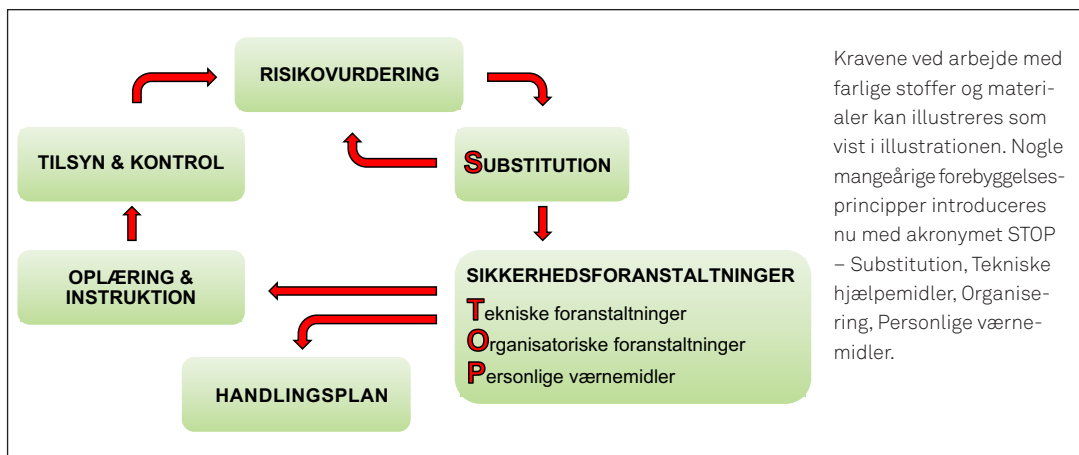 RISIKOVURDERING
TILSYN & KONTROL
SUBSTITUTION
OPLÆRING &
INSTRUKTION
SIKKERHEDSFORANSTALTNINGER
Tekniske foranstaltninger
Organisatoriske foranstaltninger
Personlige værnemidler
HANDLINGSPLAN
Kravene ved arbejde med
farlige stoffer og materi-
aler kan illustreres som
vist i illustrationen. Nogle
mangeårige forebyggelses-
principper introduceres
nu med akronymet STOP
– Substitution, Tekniske
hjælpemidler, Organise-
ring, Personlige værne-
midler.